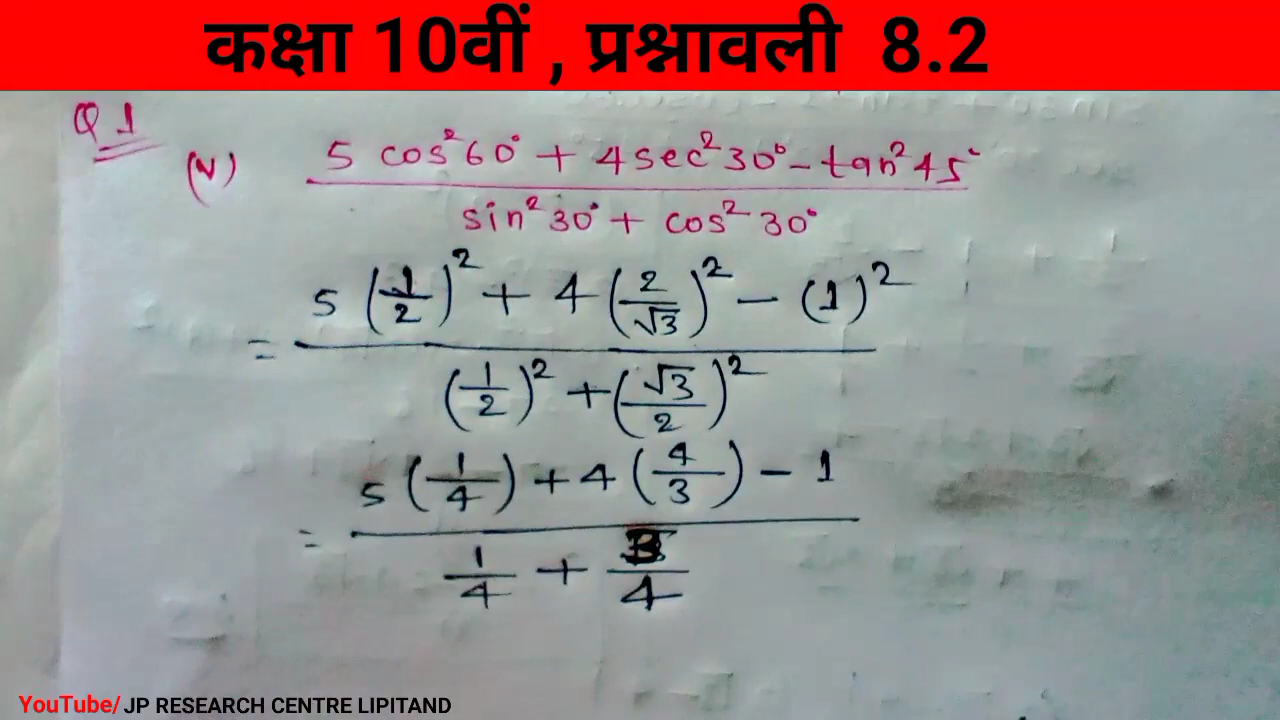 कक्षा 10वीं , प्रश्नावली 8.2
Q 1
(v) 5 cos²60° + 4sec²30° - tan²45°
sin²30° + cos²30°
= 5 (1/2)² + 4 (2/√3)² - (1)²
(1/2)² + (√3/2)²
= 5 (1/4) + 4 (4/3) - 1
1/4 + 3/4
YouTube/ JP RESEARCH CENTRE LIPITAND